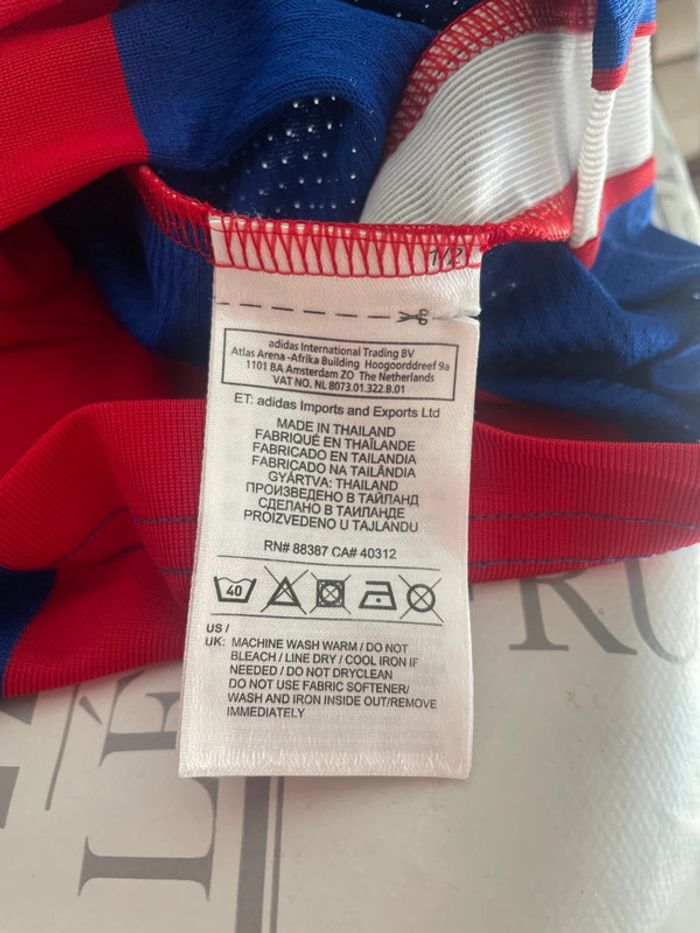 1/2
adidas International Trading BV
Atlas Arena -Afrika Building Hoogoorddreef 9a
1101 BA Amsterdam ZO The Netherlands
VAT NO. NL 8073.01.322.B.01
ET: adidas Imports and Exports Ltd
MADE IN THAILAND
FABRIQUÉ EN THAÏLANDE
FABRICADO EN TAILANDIA
FABRICADO NA TAILÂNDIA
GYÁRTVA: THAILAND
ПРОИЗВЕДЕНО В ТАЙЛАНД
СДЕЛАНО В ТАИЛАНДЕ
PROIZVEDENO U TAJLANDU
RN# 88387 CA# 40312
40
US /
UK: MACHINE WASH WARM / DO NOT
BLEACH / LINE DRY / COOL IRON IF
NEEDED / DO NOT DRYCLEAN
DO NOT USE FABRIC SOFTENER/
WASH AND IRON INSIDE OUT/REMOVE
IMMEDIATELY